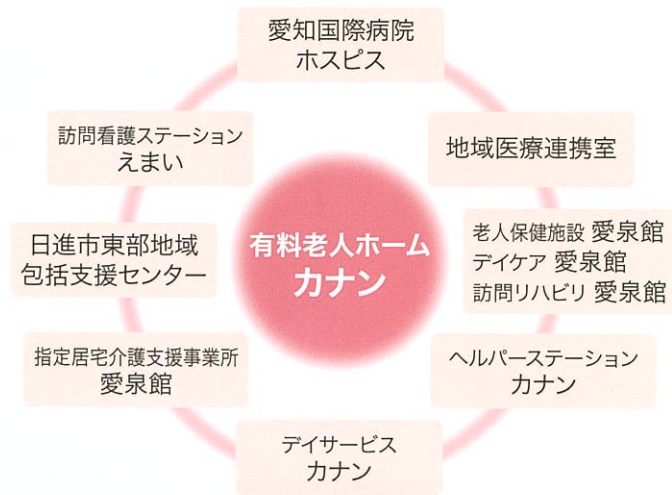 愛知国際病院
ホスピス
訪問看護ステーション
えまい
地域医療連携室
有料老人ホーム
カナン
日進市東部地域
包括支援センター
老人保健施設 愛泉館
デイケア 愛泉館
訪問リハビリ 愛泉館
指定居宅介護支援事業所
愛泉館
ヘルパーステーション
カナン
デイサービス
カナン